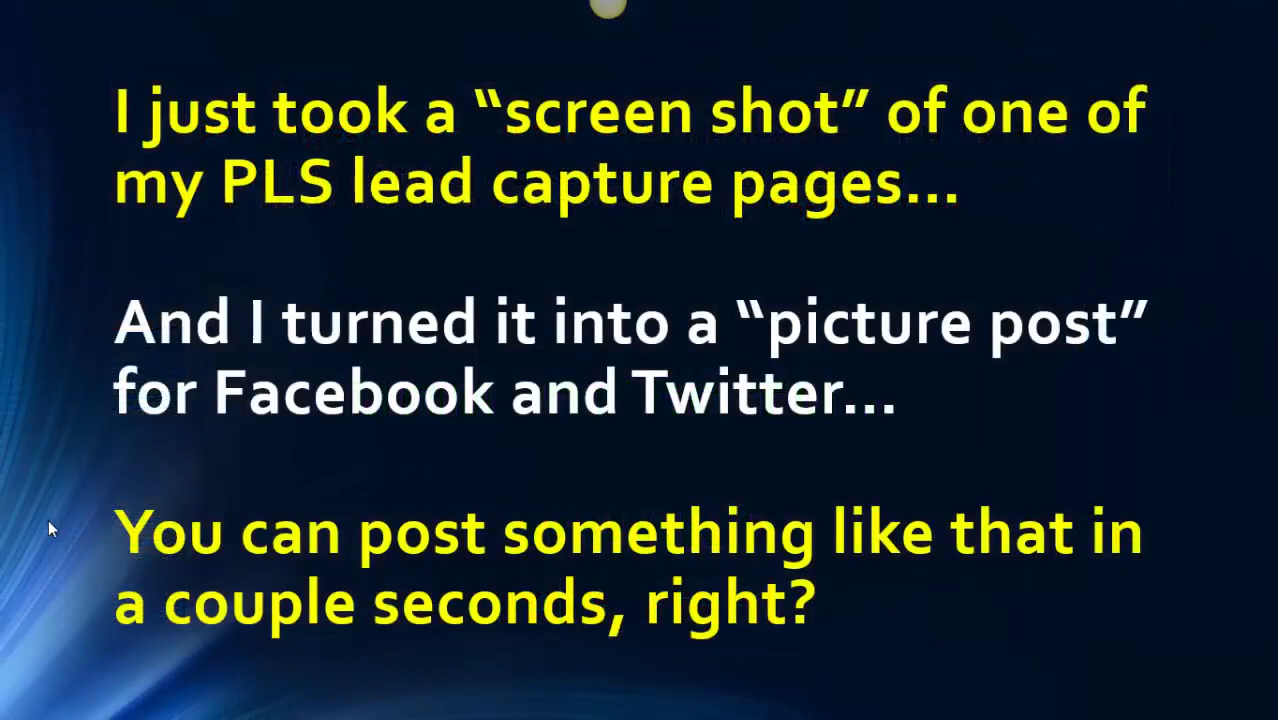 I just took a “screen shot” of one of
my PLS lead capture pages...
And I turned it into a “picture post”
for Facebook and Twitter...
You can post something like that in
a couple seconds, right?